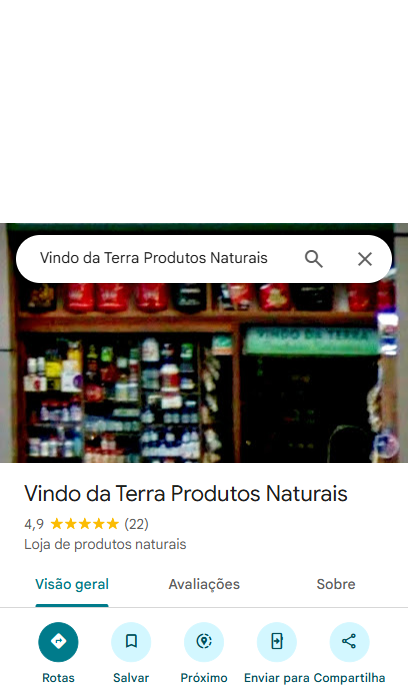 Vindo da Terra Produtos Naturais
VINDO DE TERRA
Vindo da Terra Produtos Naturais
4,9 (22)
Loja de produtos naturais
Visão geral Avaliações Sobre
Rotas Salvar Próximo Enviar para Compartilha